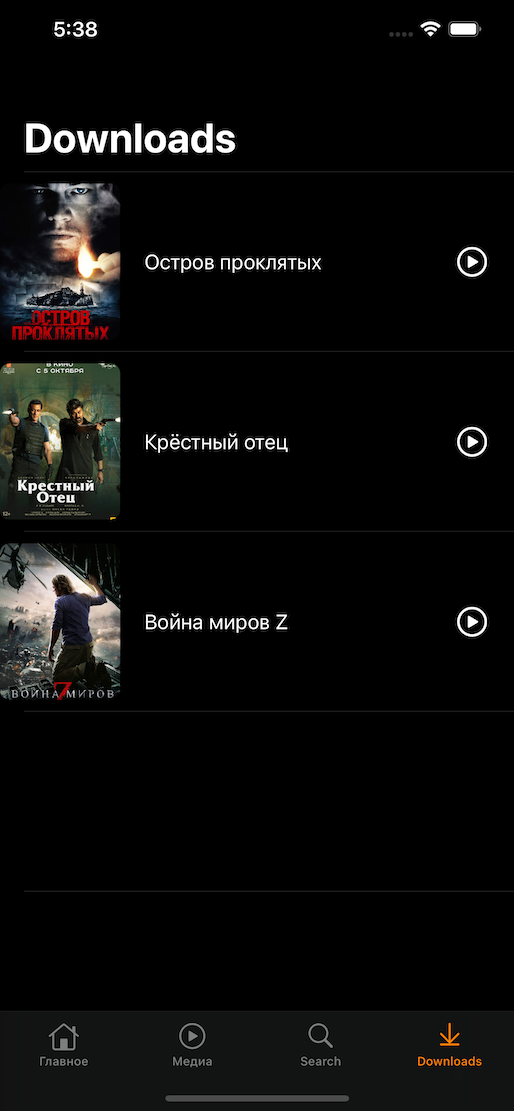 5:38
Downloads
ОСТРОВ
ПРОКЛЯТЫХ
Остров проклятых
В КИНО
С 5 ОКТЯБРЯ
Крестный
Отец
12+
Крёстный отец
ВОЙНА Z МИРОВ
Война миров Z
Главное
Медиа
Search
Downloads